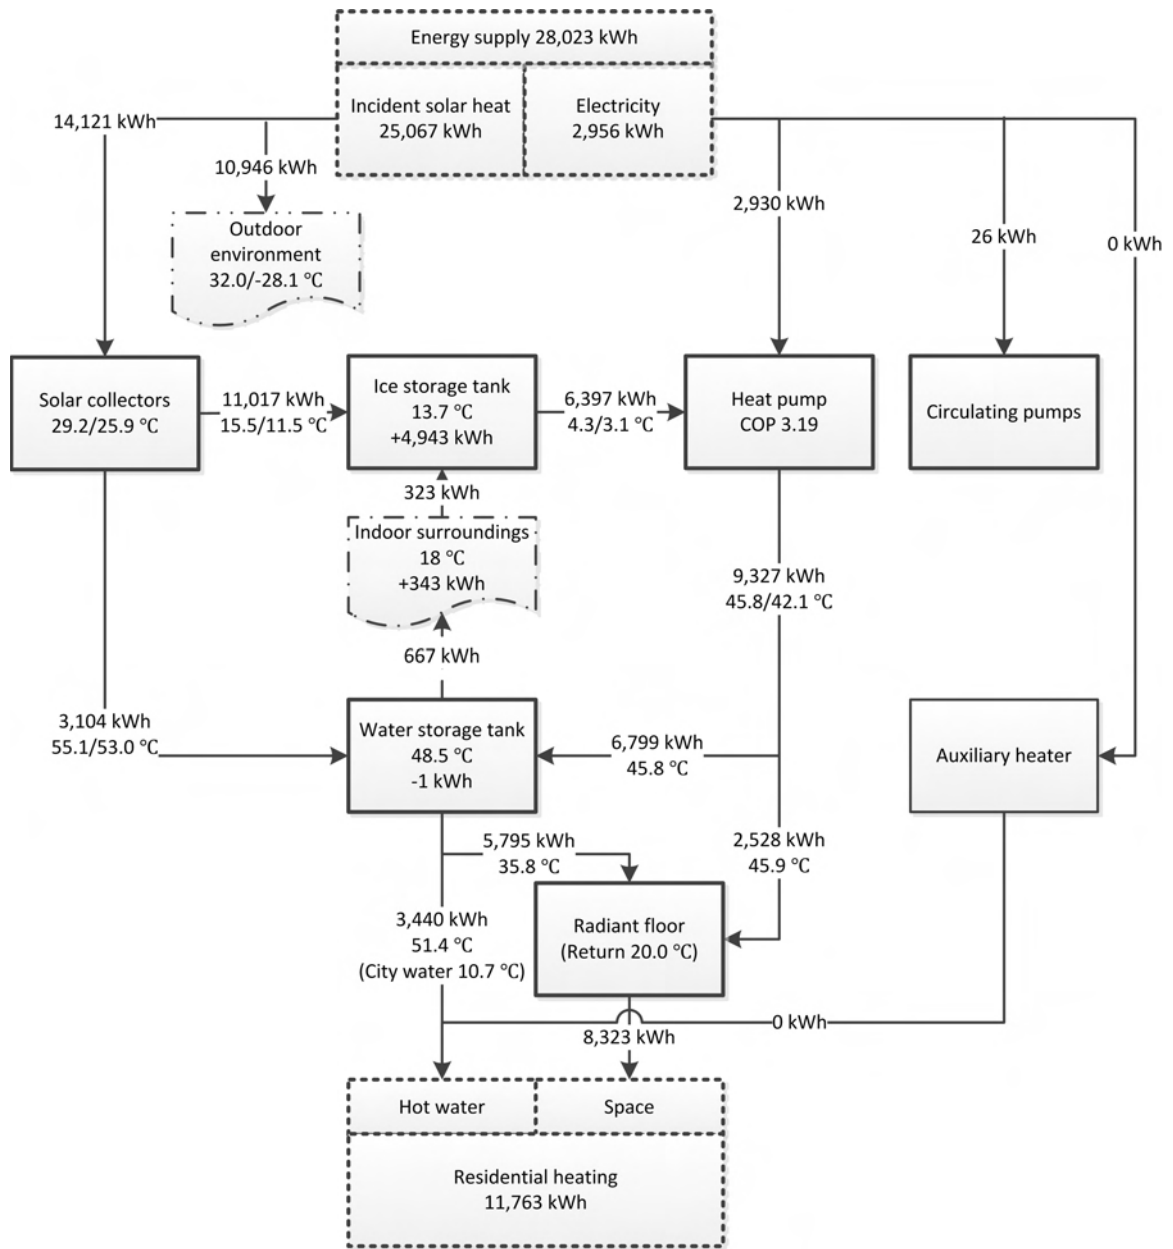 Energy supply 28,023 kWh
Incident solar heat
25,067 kWh
Electricity
2,956 kWh
14,121 kWh
10,946 kWh
2,930 kWh
26 kWh
0 kWh
Outdoor
environment
32.0/-28.1 °C
Solar collectors
29.2/25.9 °C
11,017 kWh
15.5/11.5 °C
Ice storage tank
13.7 °C
+4,943 kWh
6,397 kWh
4.3/3.1 °C
Heat pump
COP 3.19
Circulating pumps
323 kWh
Indoor surroundings
18 °C
+343 kWh
9,327 kWh
45.8/42.1 °C
667 kWh
3,104 kWh
55.1/53.0 °C
Water storage tank
48.5 °C
-1 kWh
6,799 kWh
45.8 °C
Auxiliary heater
5,795 kWh
35.8 °C
2,528 kWh
45.9 °C
3,440 kWh
51.4 °C
(City water 10.7 °C)
Radiant floor
(Return 20.0 °C)
0 kWh
8,323 kWh
Hot water
Space
Residential heating
11,763 kWh